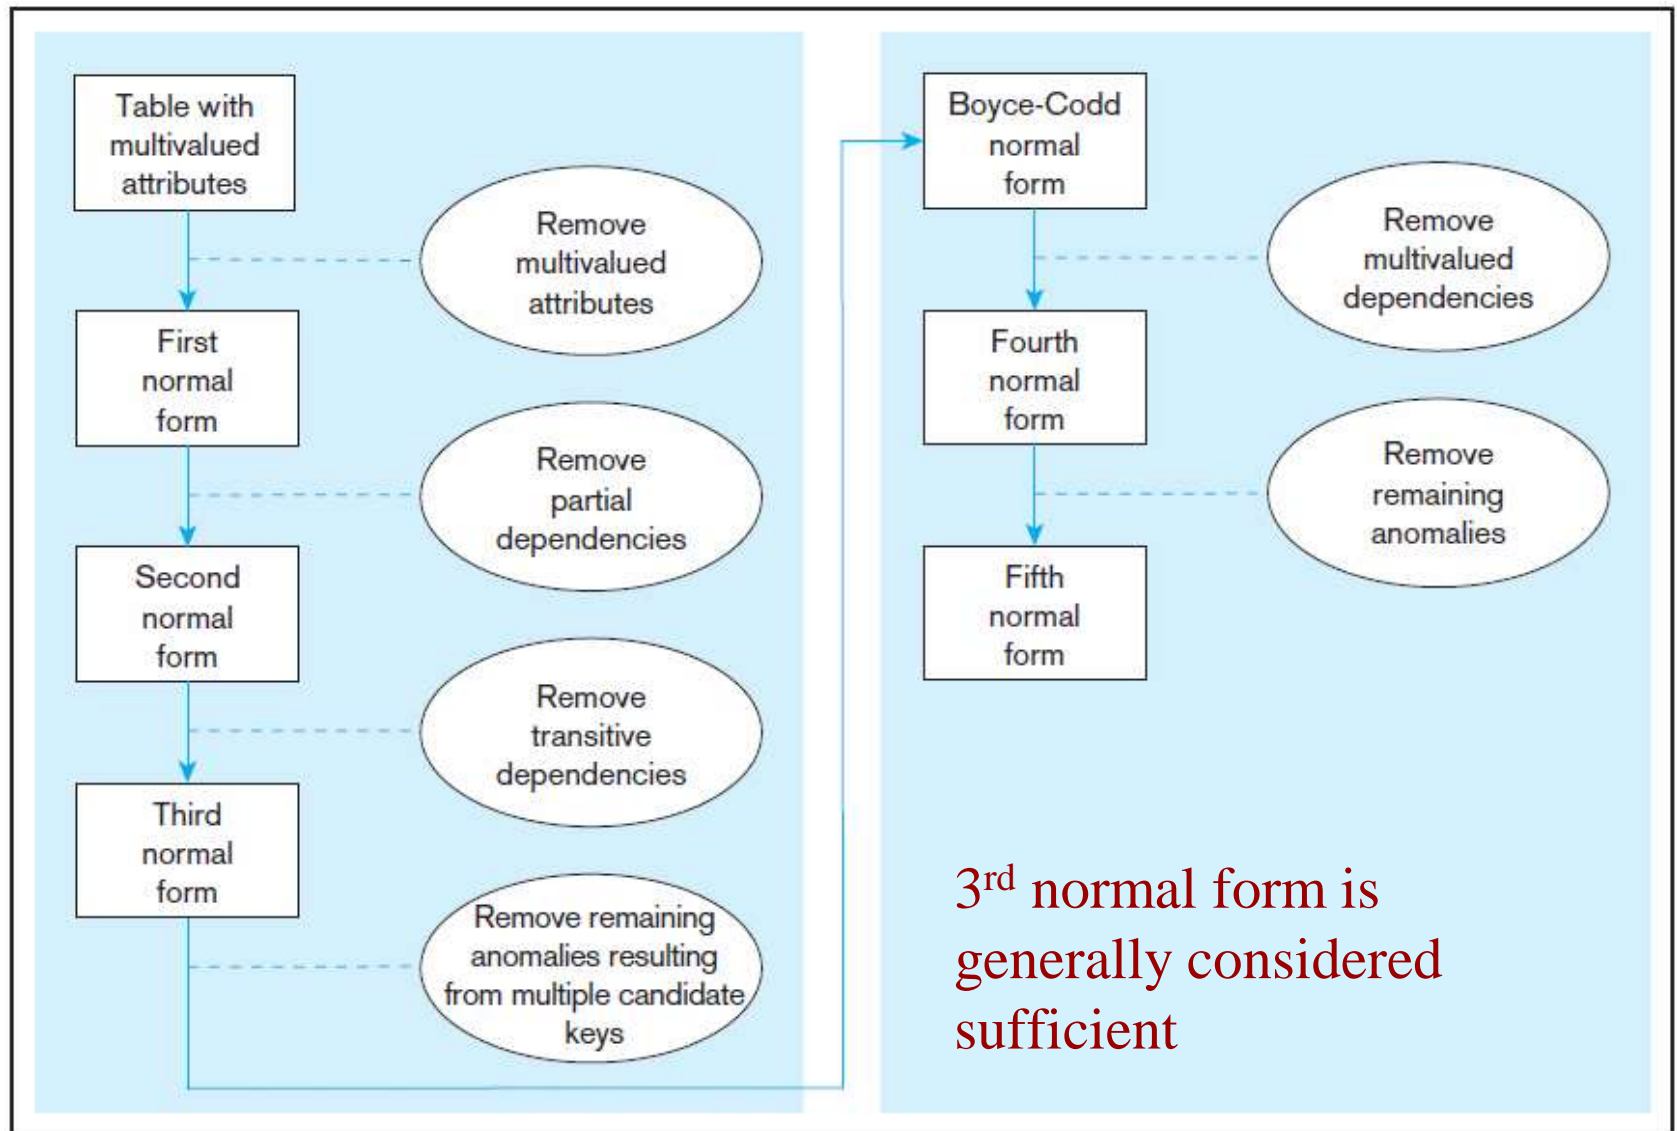 Table with
multivalued
attributes
Remove
multivalued
attributes
First
normal
form
Remove
partial
dependencies
Second
normal
form
Remove
transitive
dependencies
Third
normal
form
Remove remaining
anomalies resulting
from multiple candidate
keys
Boyce-Codd
normal
form
Remove
multivalued
dependencies
Fourth
normal
form
Remove
remaining
anomalies
Fifth
normal
form
3rd normal form is
generally considered
sufficient